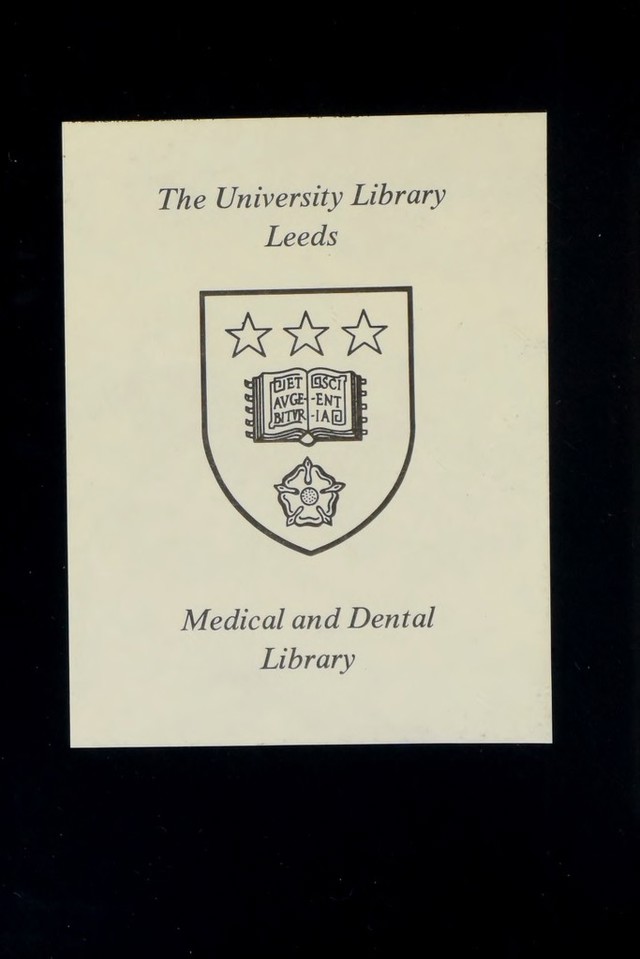 The University Library
Leeds
ET
AVGE-
BITVR
SCI
-ENT
-IA
Medical and Dental
Library